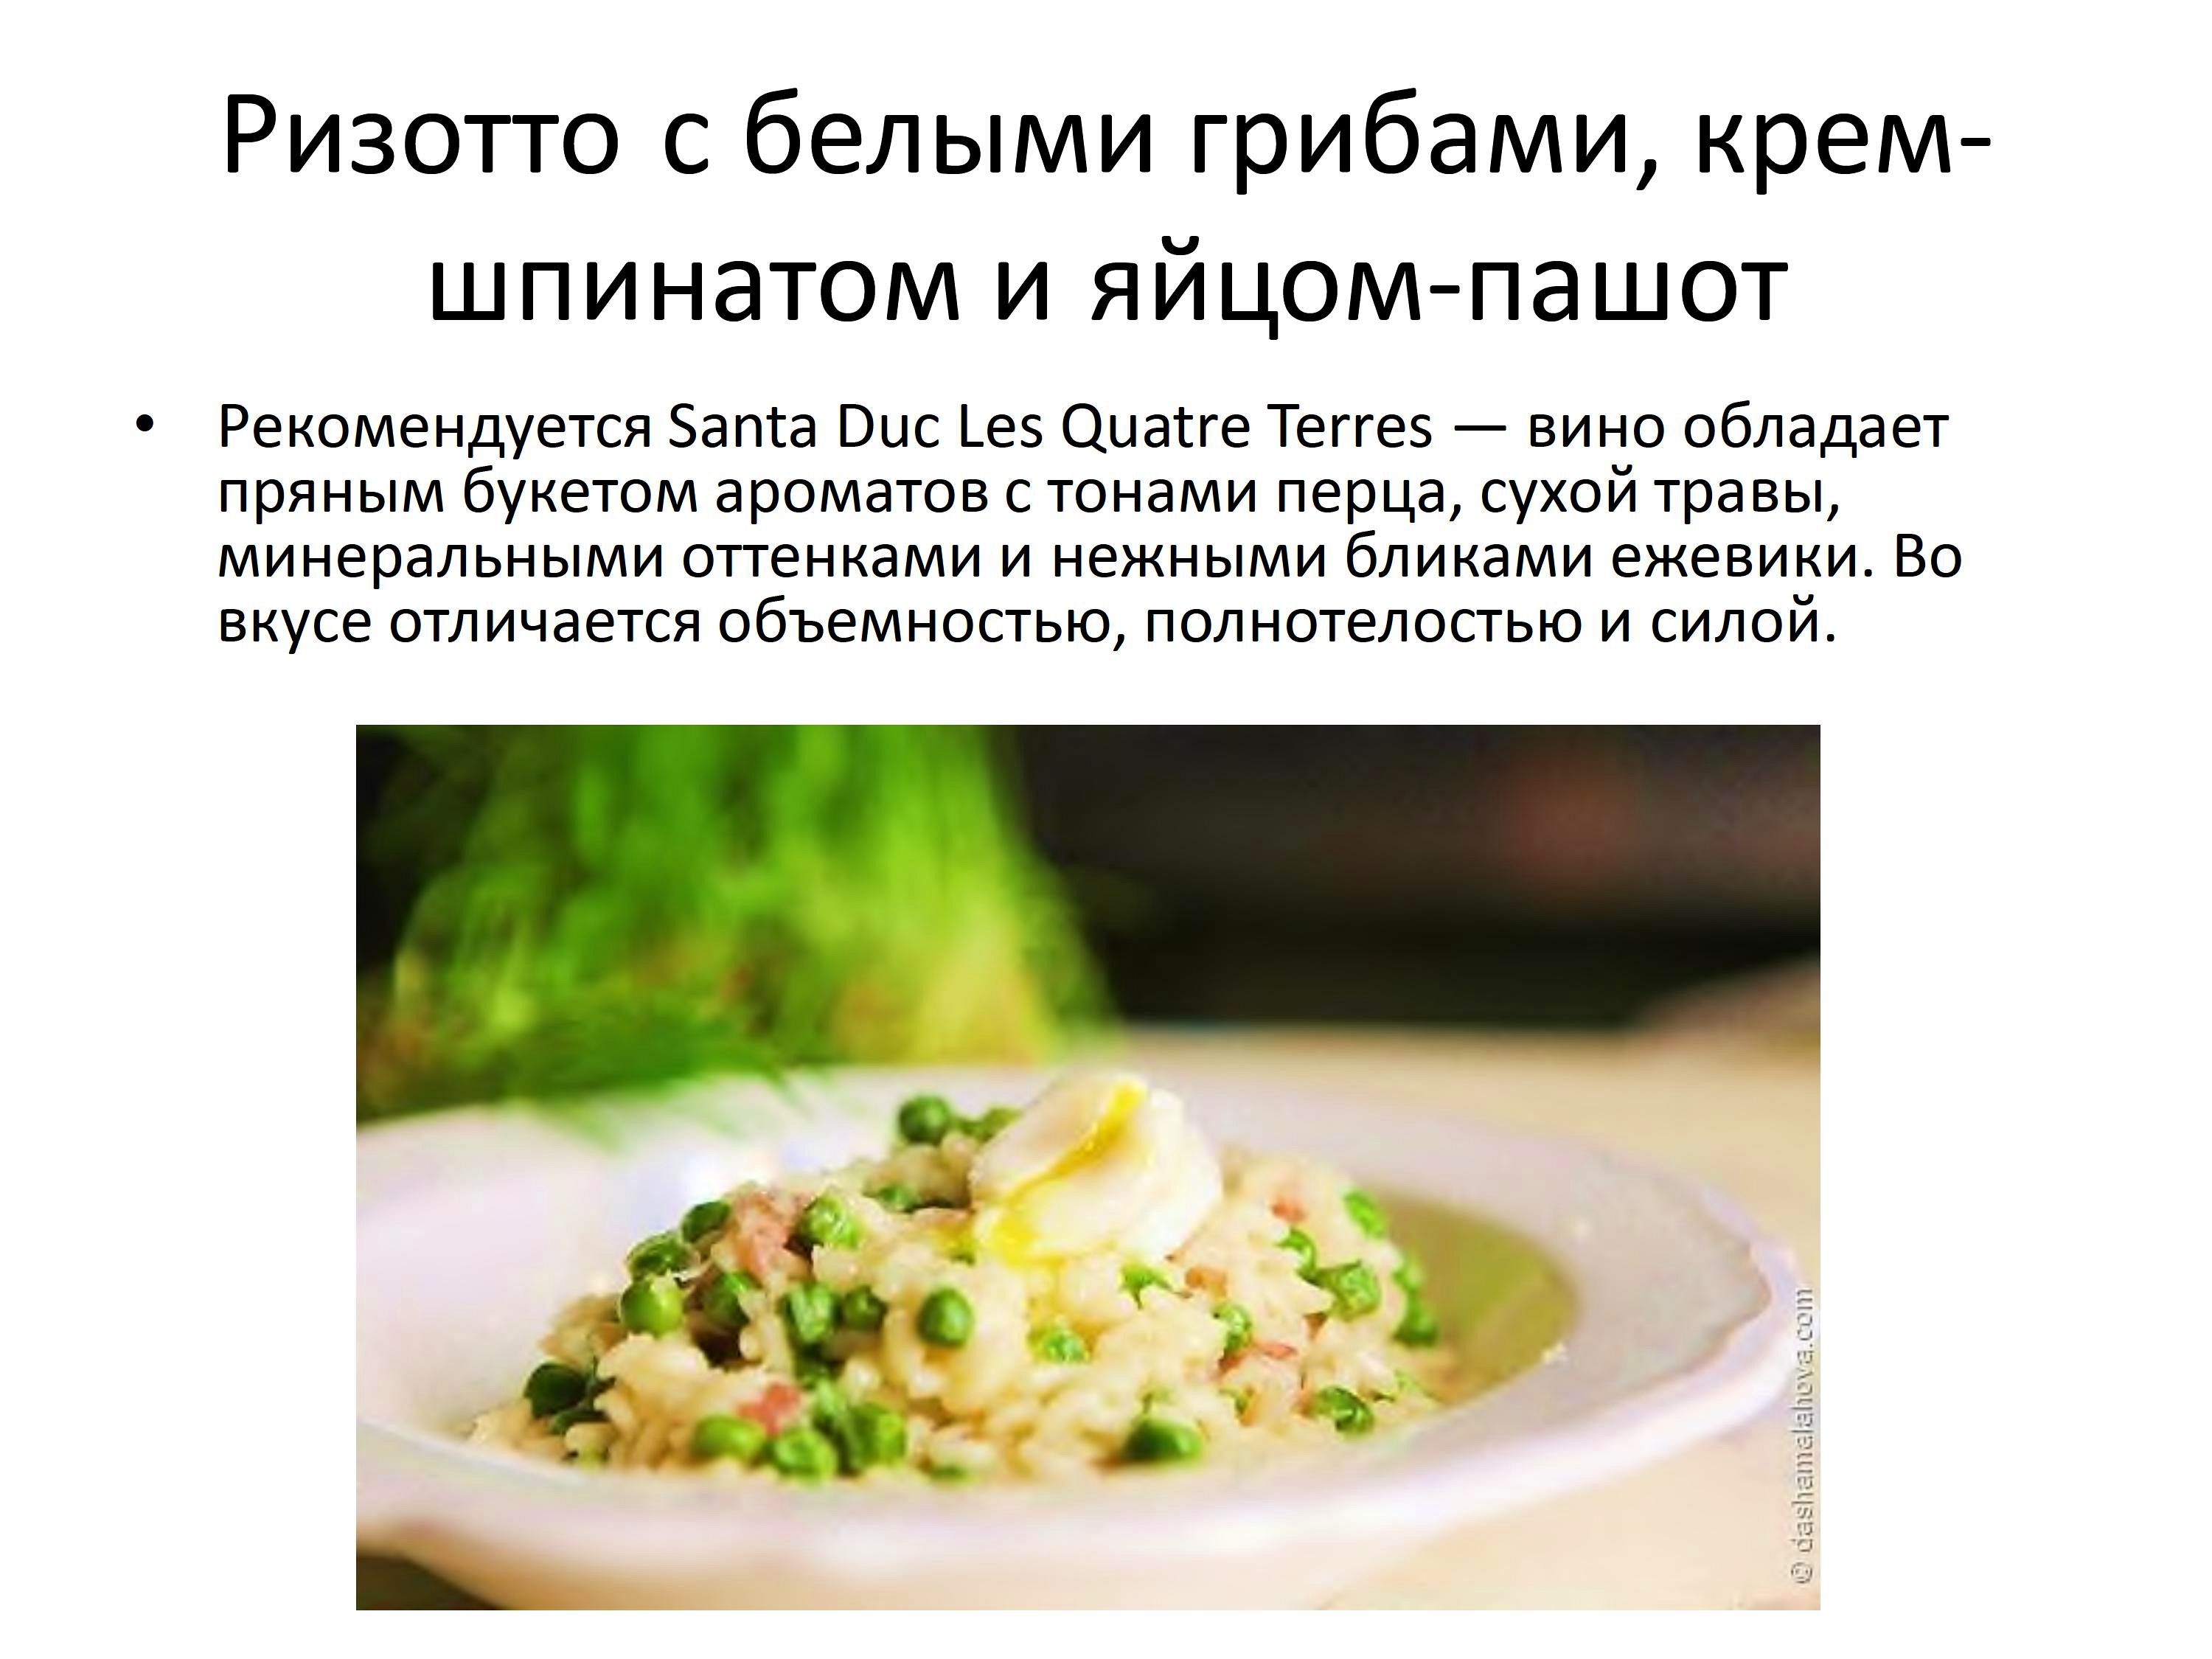 Ризотто с белыми грибами, крем-
шпинатом и яйцом-пашот
• Рекомендуется Santa Duc Les Quatre Terres — вино обладает
пряным букетом ароматов с тонами перца, сухой травы,
минеральными оттенками и нежными бликами ежевики. Во
вкусе отличается объемностью, полнотелостью и силой.
© dashamalahova.com